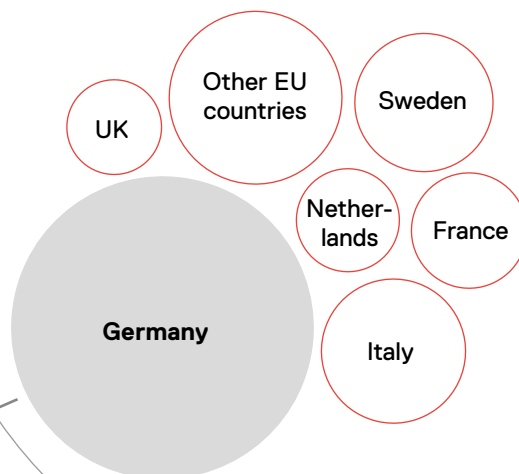 Other EU
countries
Sweden
UK
Nether-
lands
France
Germany
Italy